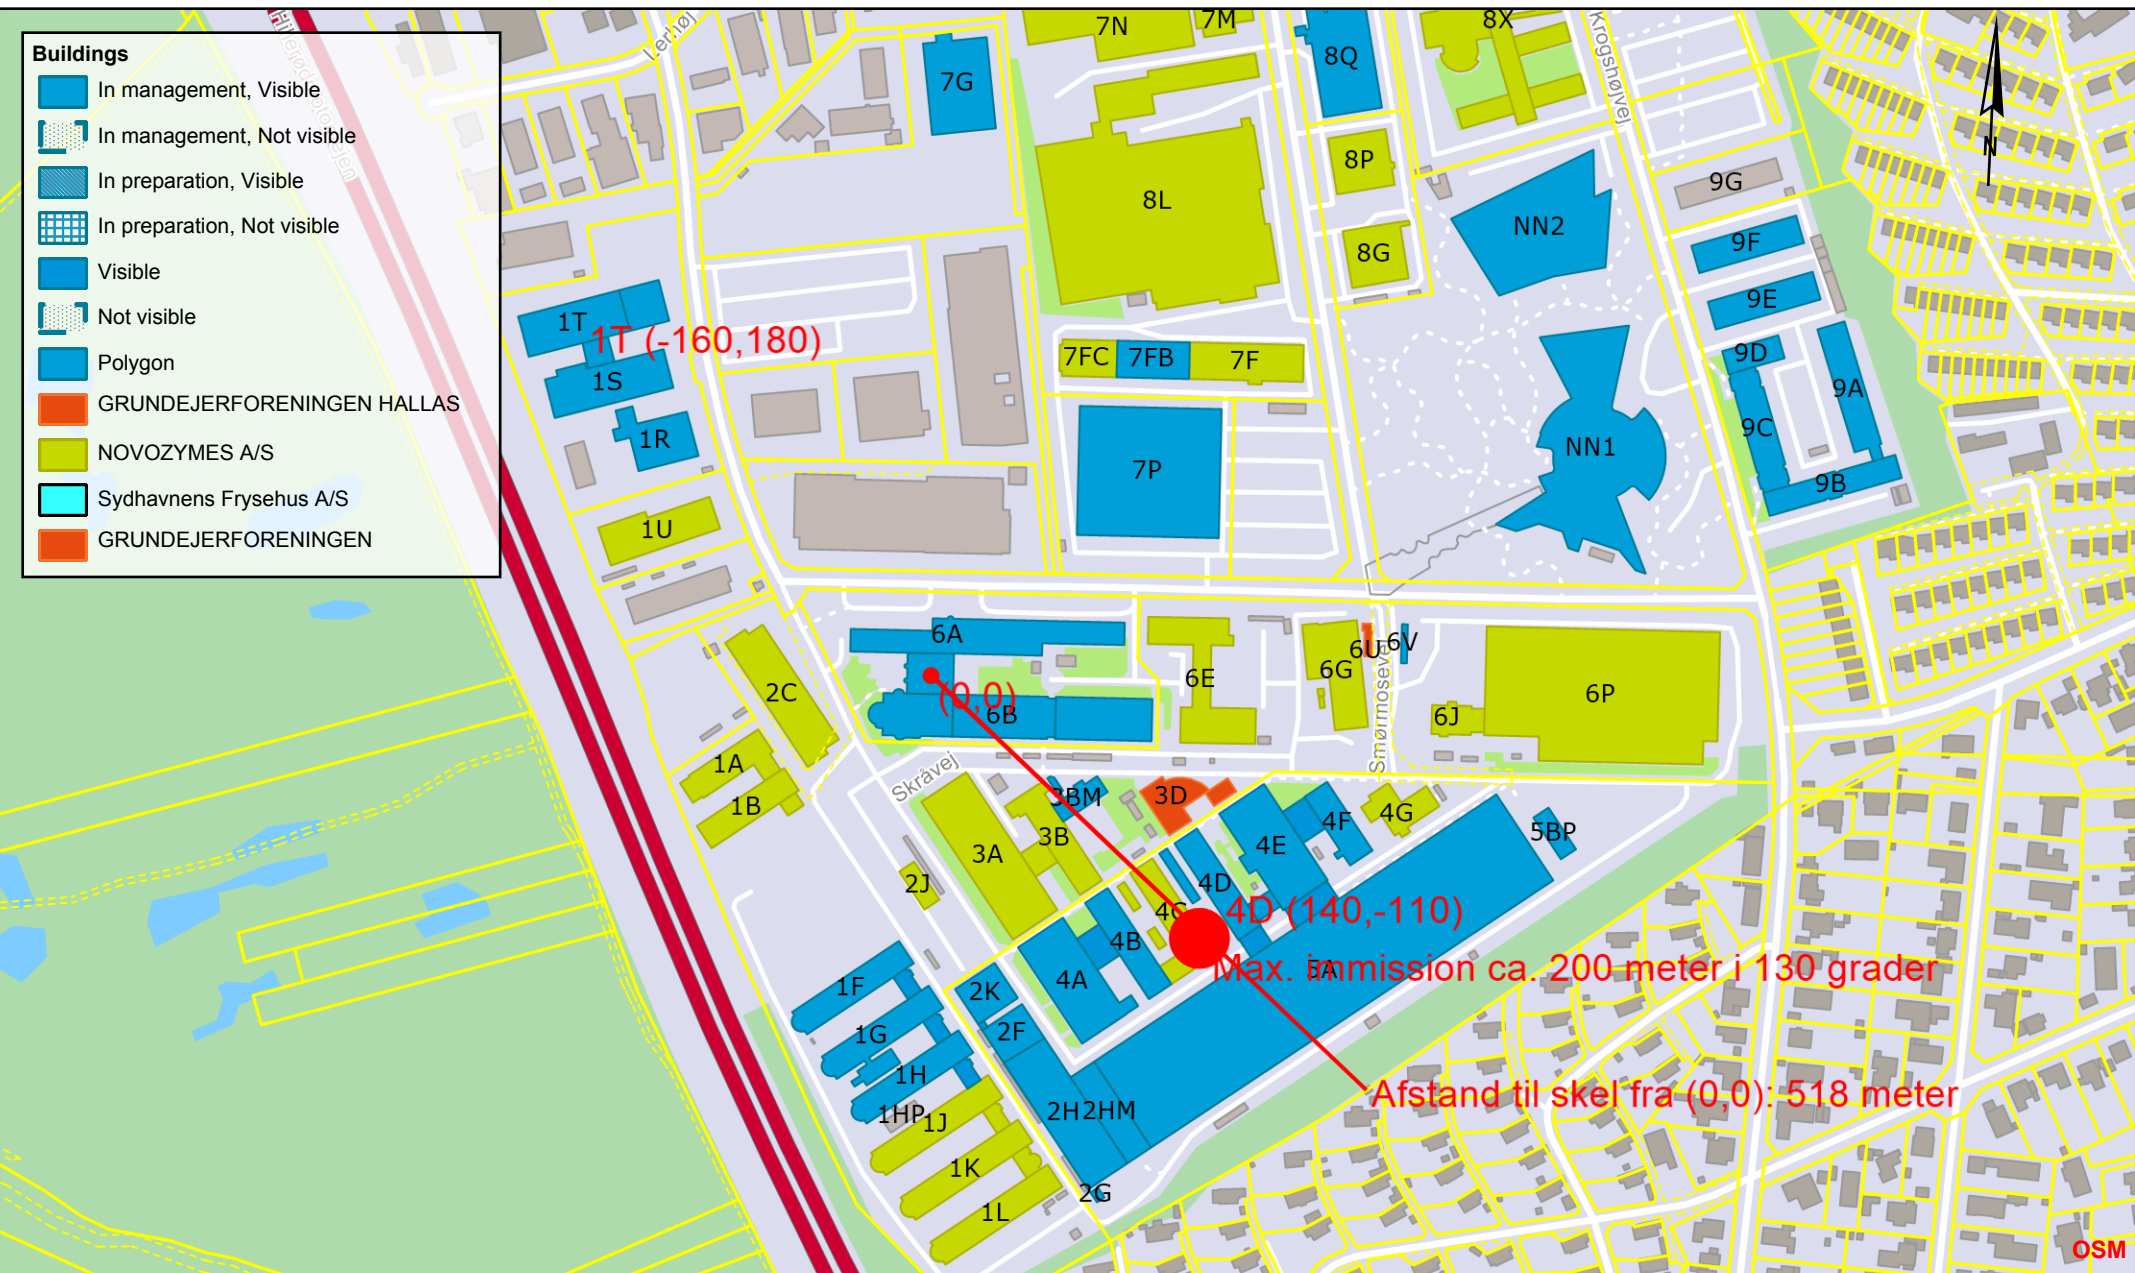 Buildings
In management, Visible
In management, Not visible
In preparation, Visible
In preparation, Not visible
Visible
Not visible
Polygon
GRUNDEJERFORENINGEN HALLAS
NOVOZYMES A/S
Sydhavnens Frysehus A/S
GRUNDEJERFORENINGEN
Lerhøj
7N
7M
8X
7G
8Q
Krogshøjvej
N
8P
9G
8L
NN2
9F
8G
9E
1T
1T (-160,180)
7FC
7FB
7F
9D
1S
9A
1R
9C
NN1
7P
9B
1U
6A
6U
6V
6E
6G
Smørmosevej
2C
(0,0)
6B
6J
6P
1A
Skråvej
3BM
3D
1B
3B
4F
4G
5BP
3A
4E
2J
4D
4C
4D (140,-110)
4B
5A
Max. immission ca. 200 meter i 130 grader
4A
1F
2K
1G
2F
1H
1HP
1J
2H
2HM
Afstand til skel fra (0,0): 518 meter
1K
2G
1L
OSM